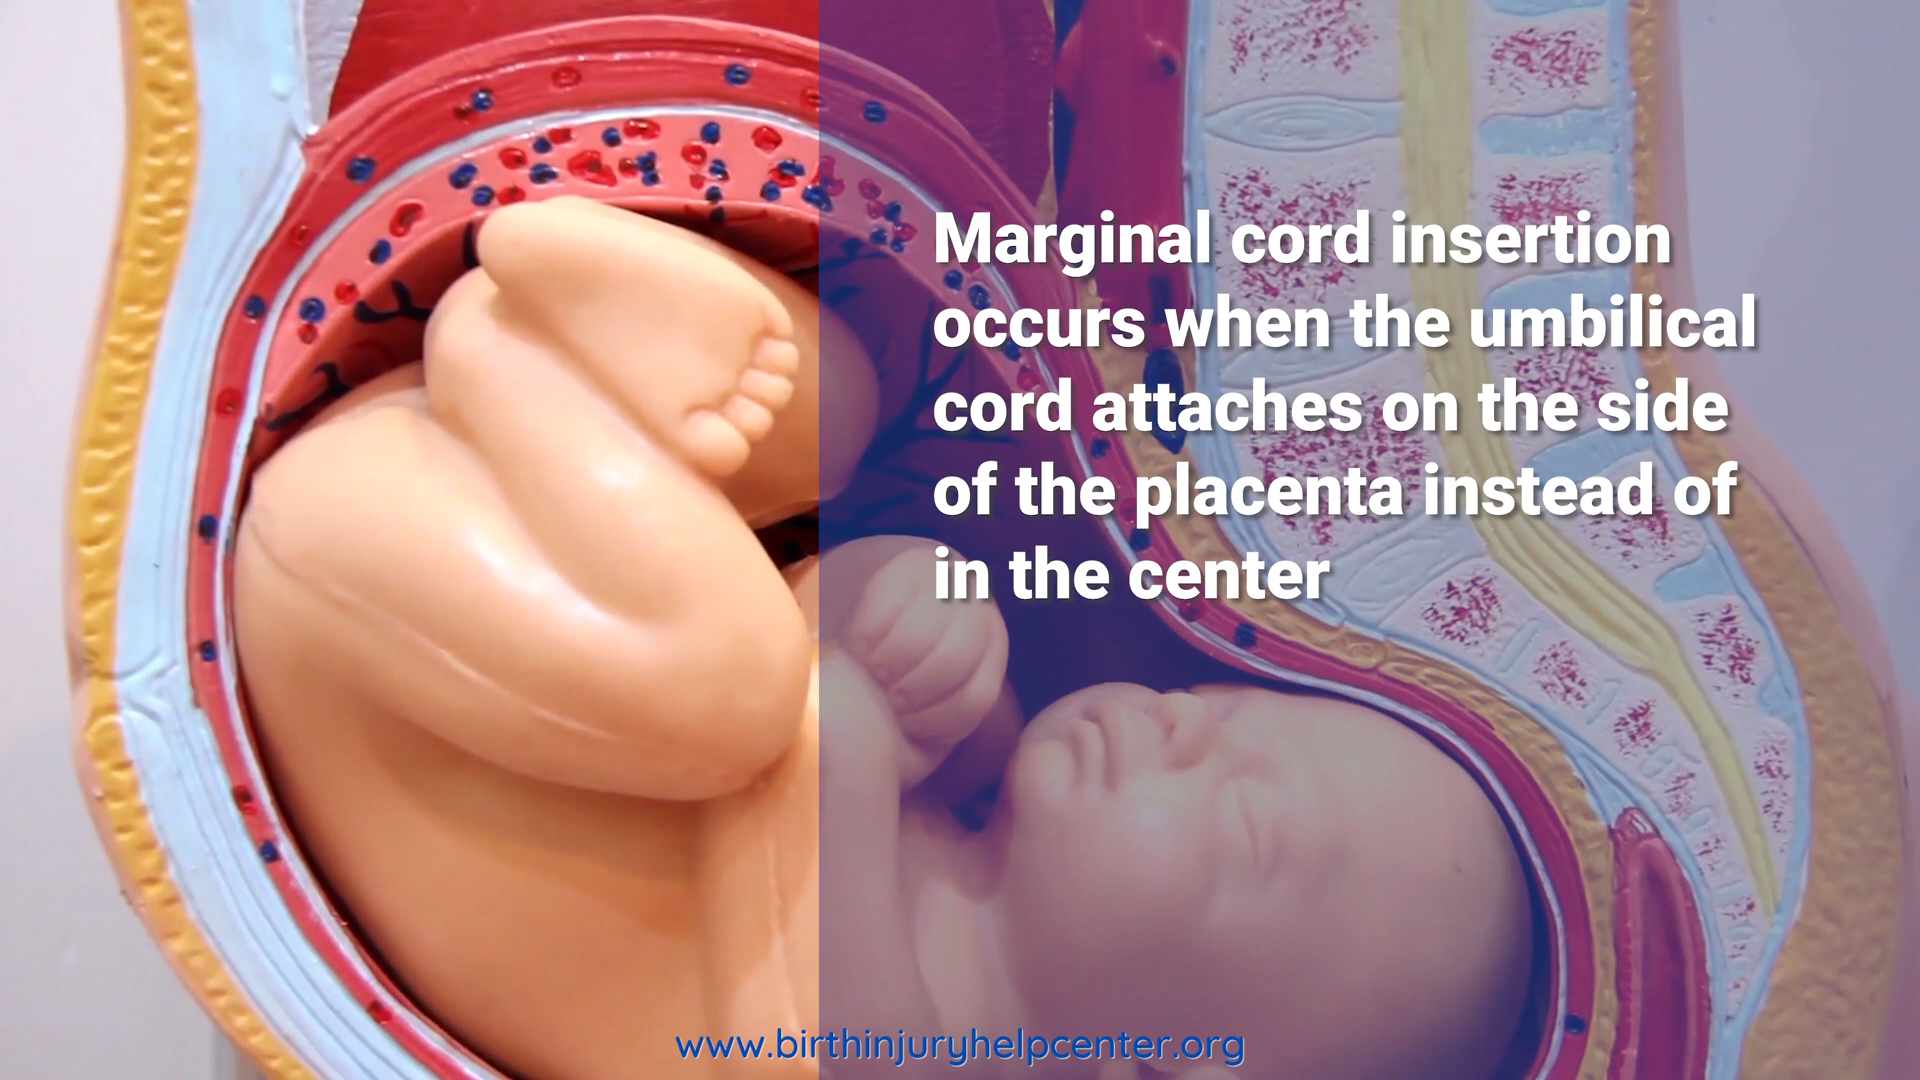 Marginal cord insertion
occurs when the umbilical
cord attaches on the side
of the placenta instead of
in the center
www.birthinjuryhelpcenter.org